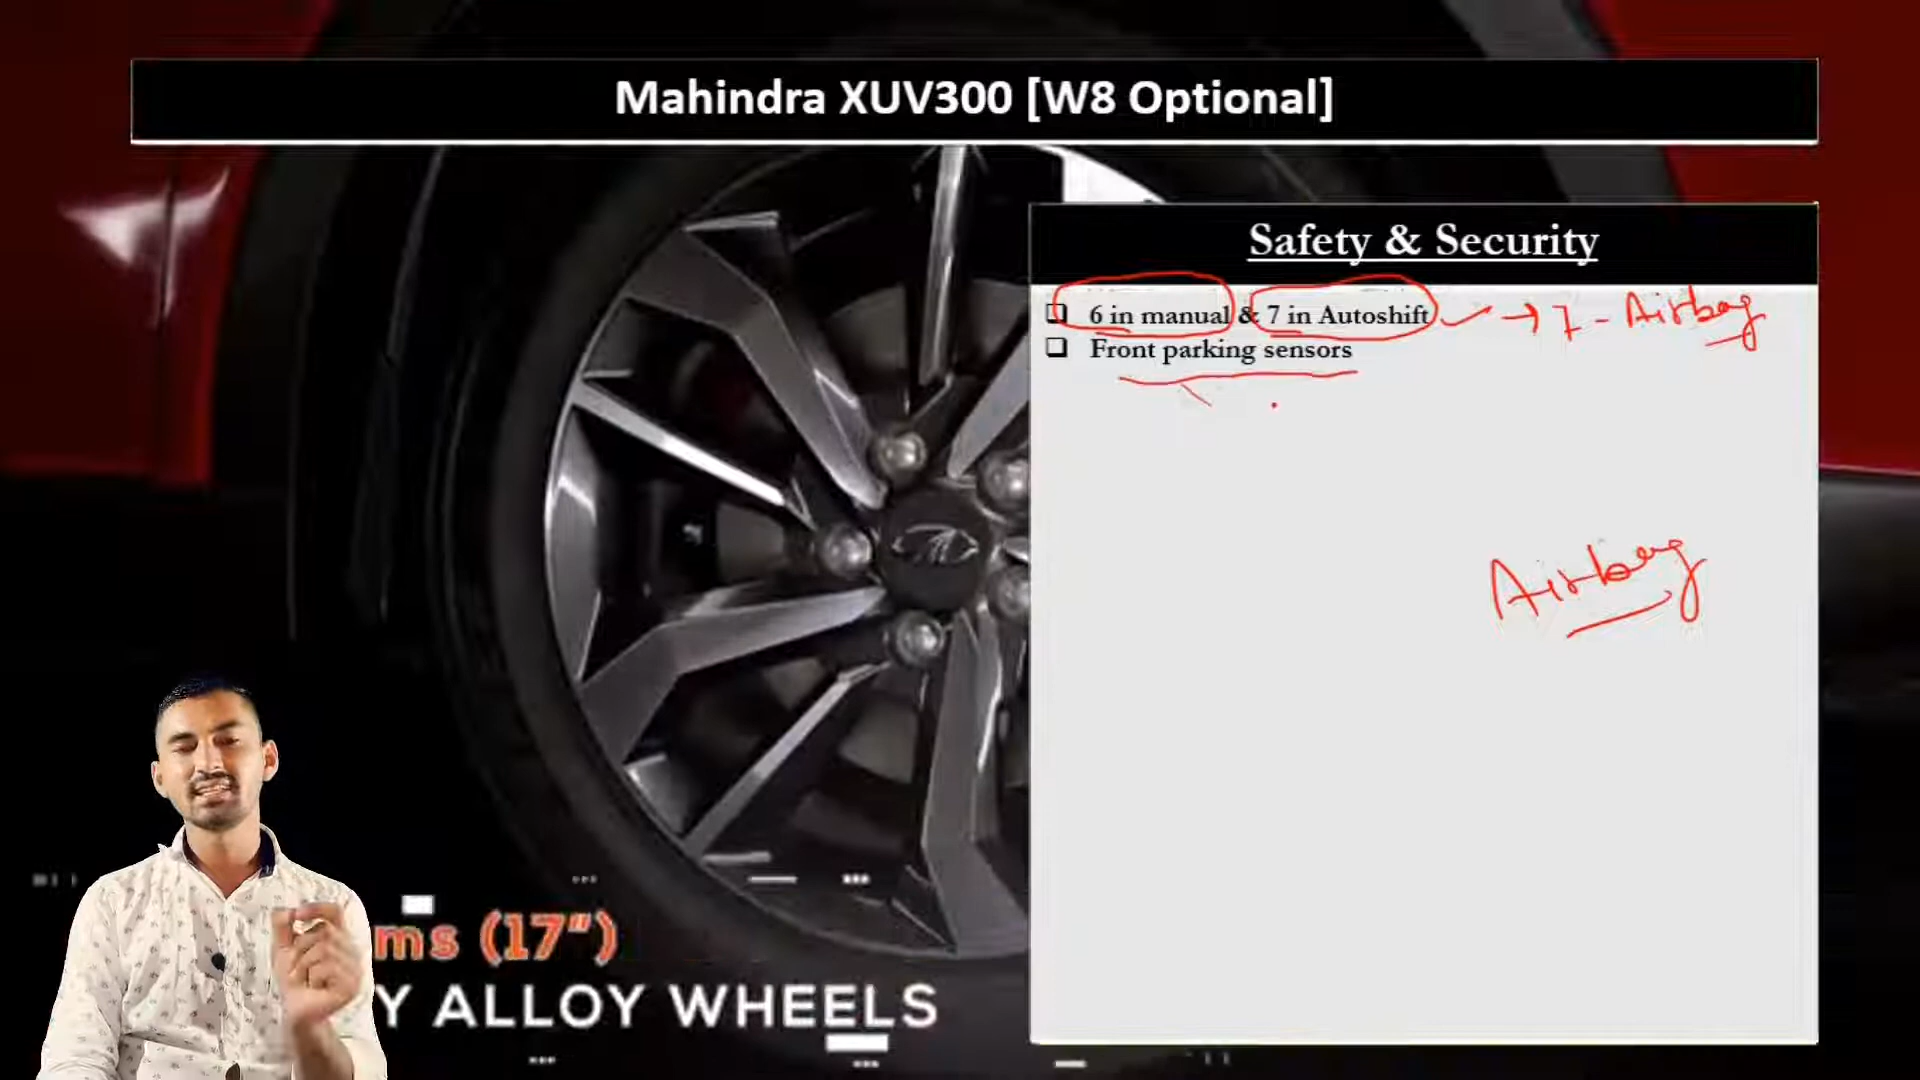 Mahindra XUV300 [W8 Optional]
Safety & Security
6 in manual & 7 in Autoshift → 7 - Airbag
Front parking sensors
Airbag
ms (17")
Y ALLOY WHEELS